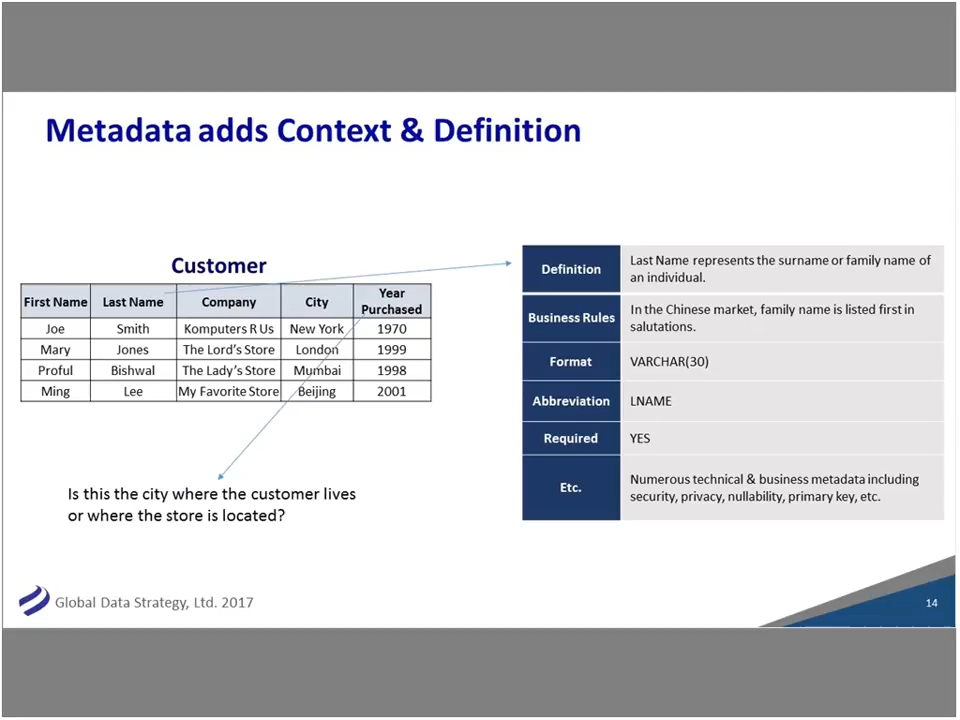 Metadata adds Context & Definition
Customer
First Name Last Name Company City Year Purchased
Joe Smith Komputers R Us New York 1970
Mary Jones The Lord's Store London 1999
Proful Bishwal The Lady's Store Mumbai 1998
Ming Lee My Favorite Store Beijing 2001
Is this the city where the customer lives
or where the store is located?
Definition
Last Name represents the surname or family name of
an individual.
Business Rules
In the Chinese market, family name is listed first in
salutations.
Format
VARCHAR(30)
Abbreviation
LNAME
Required
YES
Etc.
Numerous technical & business metadata including
security, privacy, nullability, primary key, etc.
Global Data Strategy, Ltd. 2017
14